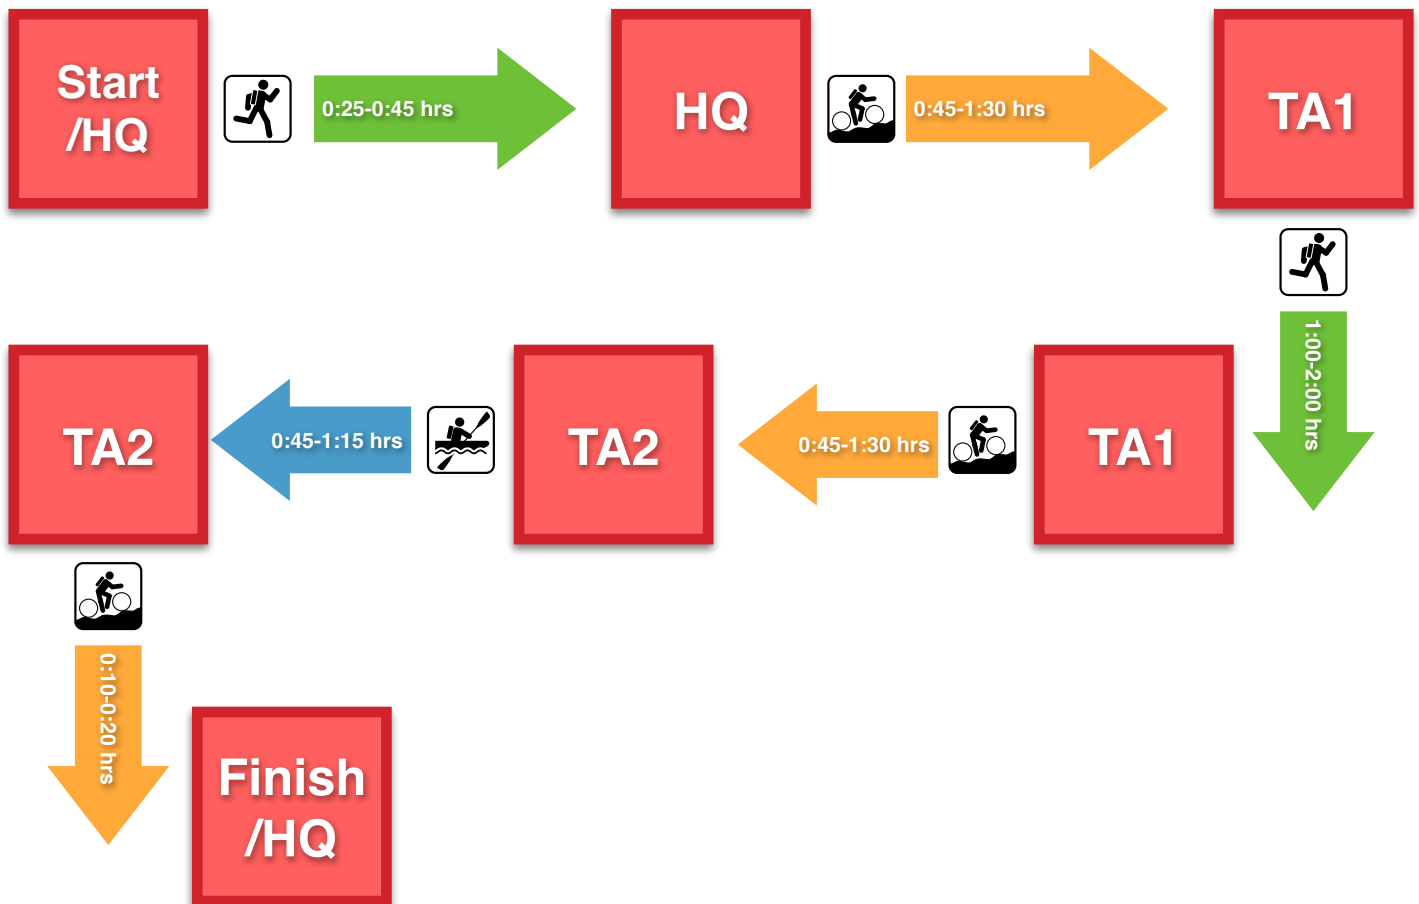 Start
/HQ
0:25-0:45 hrs
HQ
0:45-1:30 hrs
TA1
1:00-2:00 hrs
TA1
0:45-1:30 hrs
TA2
0:45-1:15 hrs
TA2
0:10-0:20 hrs
Finish
/HQ